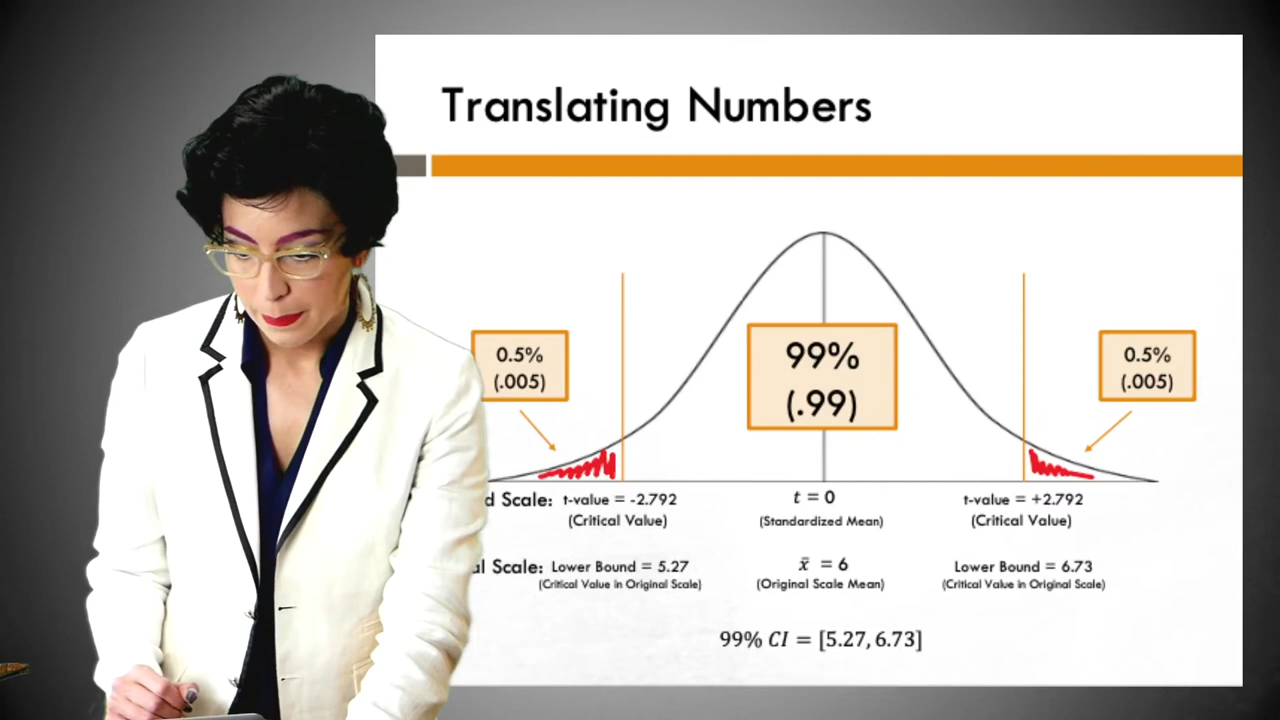 Translating Numbers
0.5%
(.005)
99%
(.99)
0.5%
(.005)
d Scale: t-value = -2.792
(Critical Value)
t = 0
(Standardized Mean)
t-value = +2.792
(Critical Value)
al Scale: Lower Bound = 5.27
(Critical Value in Original Scale)
x̄ = 6
(Original Scale Mean)
Lower Bound = 6.73
(Critical Value in Original Scale)
99% CI = [5.27, 6.73]